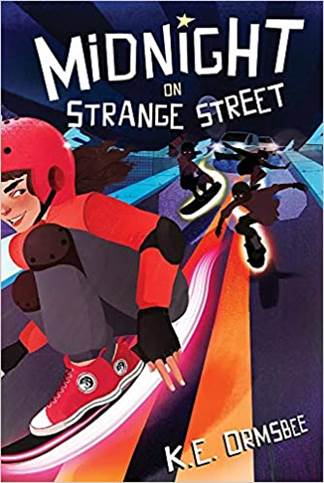 MiDNiGHT
ON
STRANGE STREET
K.E. ORMSBEE